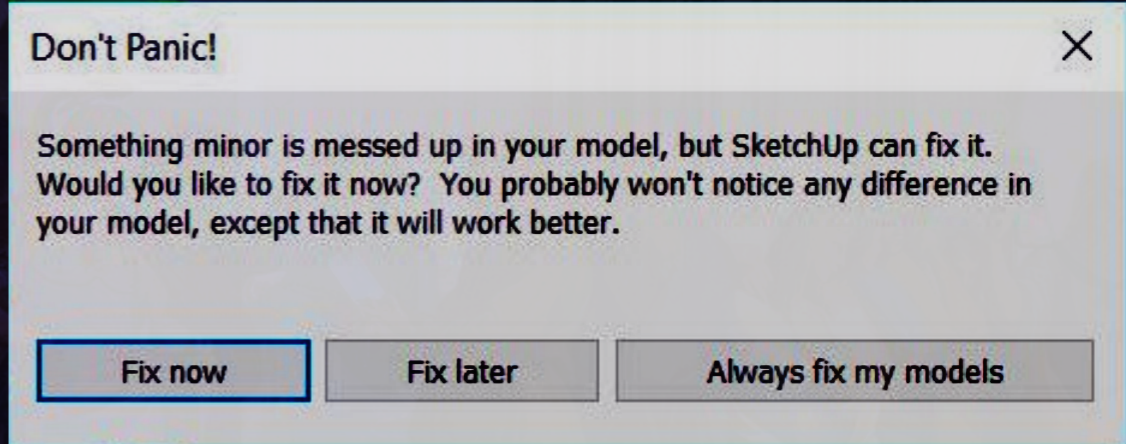 Don't Panic!
Something minor is messed up in your model, but SketchUp can fix it.
Would you like to fix it now?  You probably won't notice any difference in
your model, except that it will work better.
Fix now
Fix later
Always fix my models